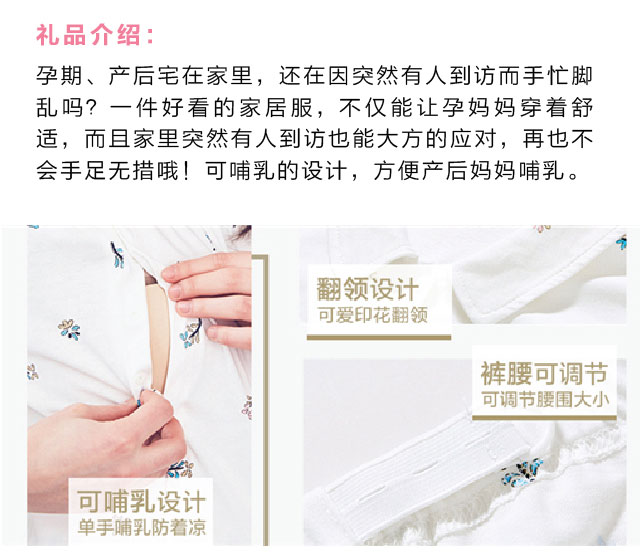 礼品介绍：
孕期、产后宅在家里，还在因突然有人到访而手忙脚
乱吗？一件好看的家居服，不仅能让孕妈妈穿着舒
适，而且家里突然有人到访也能大方的应对，再也不
会手足无措哦！可哺乳的设计，方便产后妈妈哺乳。
翻领设计
可爱印花翻领
裤腰可调节
可调节腰围大小
可哺乳设计
单手哺乳防着凉